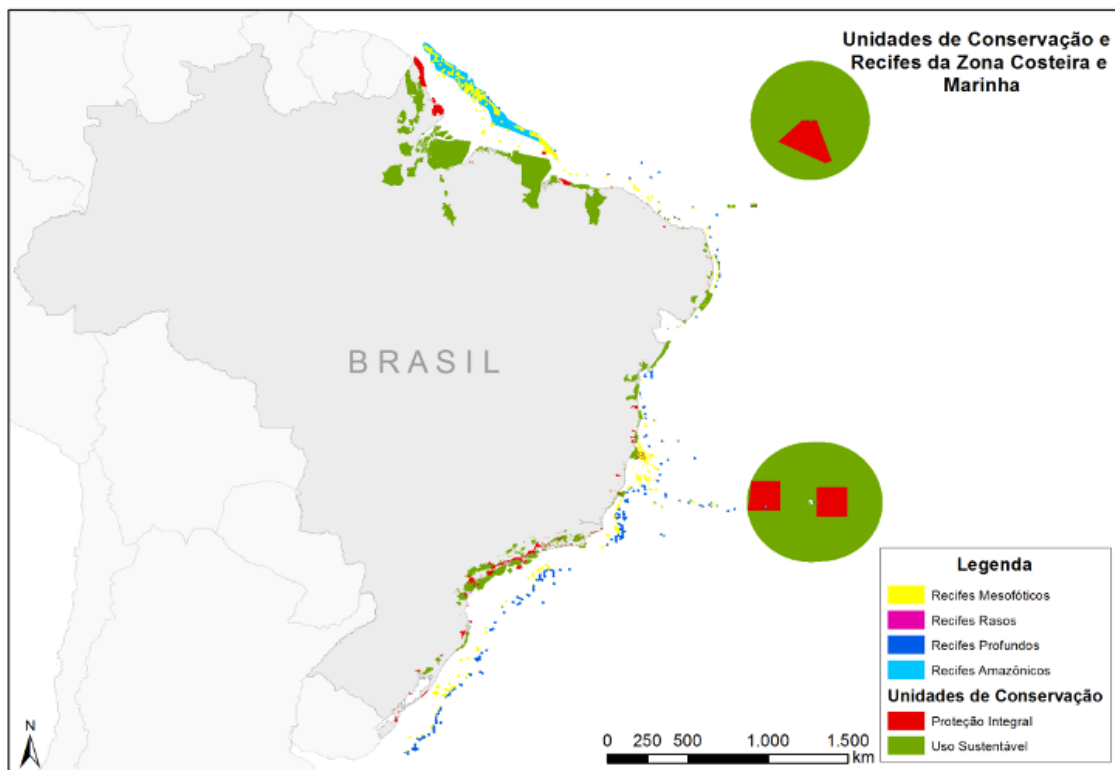 Unidades de Conservação e
Recifes da Zona Costeira e
Marinha
BRASIL
Legenda
Recifes Mesofóticos
Recifes Rasos
Recifes Profundos
Recifes Amazônicos
Unidades de Conservação
Proteção Integral
Uso Sustentável
N
0 250 500 1.000 1.500
km